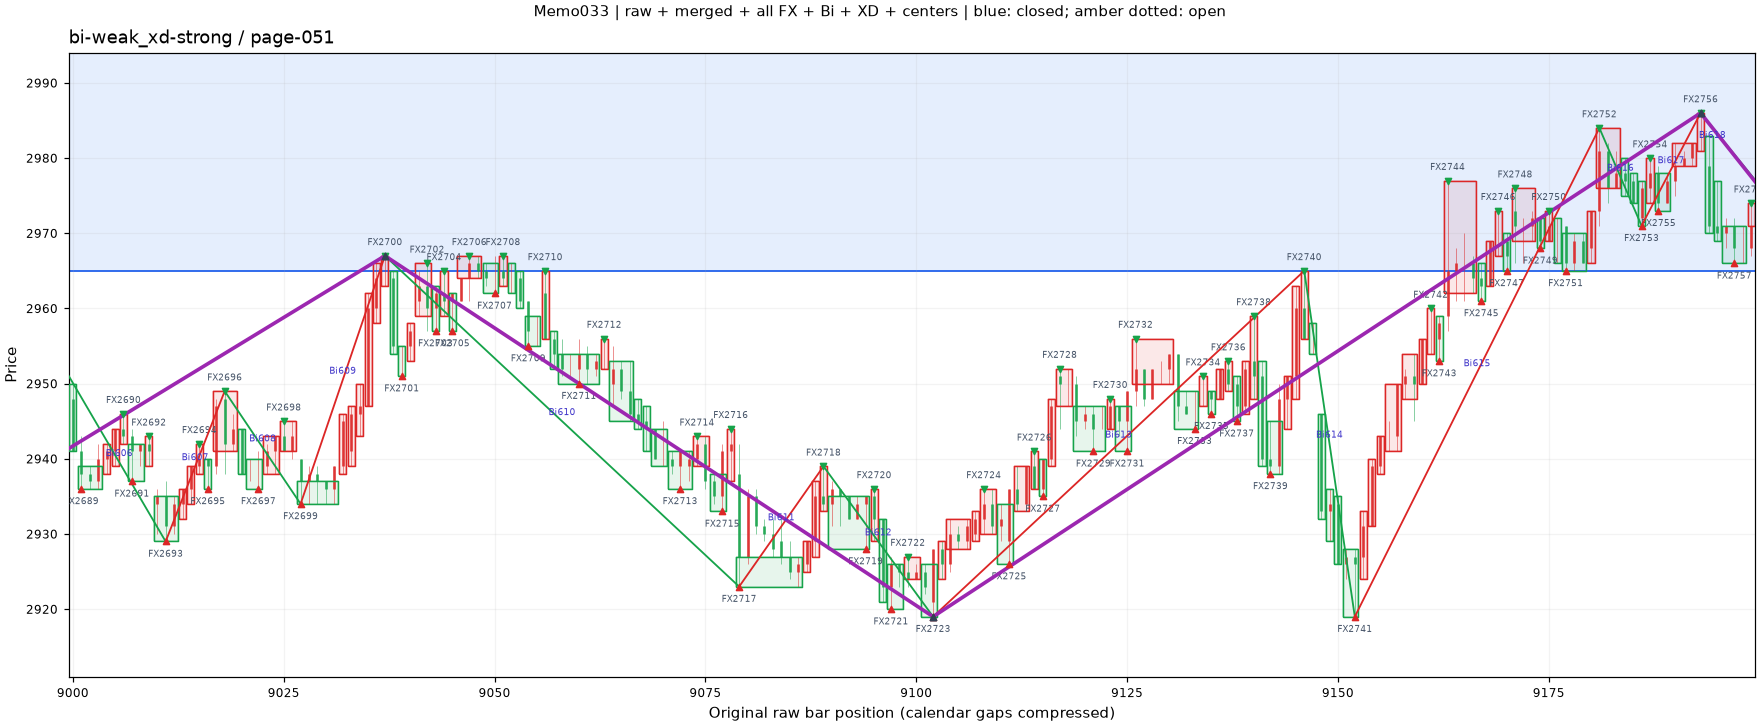 Memo033 | raw + merged + all FX + Bi + XD + centers | blue: closed; amber dotted: open
bi-weak_xd-strong / page-051
Price
2990
2980
2970
2960
2950
2940
2930
2920
FX2756
FX2752
Bi618
FX2754
Bi617
Bi616
FX2744
FX2748
FX2746
FX2750
FX27
FX2755
FX2753
FX2700
FX2702
FX2704
FX2706
FX2708
FX2710
FX2740
FX2749
FX2747
FX2751
FX2757
FX2707
FX2742
FX2745
FX2738
FX2712
FX2705
FX2709
FX2732
FX2736
FX2728
FX2734
FX2743
Bi615
Bi609
FX2701
FX2696
FX2711
FX2730
FX2690
FX2698
Bi610
FX2692
FX2694
FX2714
FX2716
FX2737
Bi608
Bi613
Bi614
FX2726
Bi606
Bi607
FX2718
FX2729
FX2731
FX2739
FX2720
FX2724
X2689
FX2691
FX2695
FX2697
FX2713
FX2699
FX2715
FX2727
Bi611
Bi612
FX2722
FX2693
FX2719
FX2725
FX2717
FX2721
FX2723
FX2741
9000
9025
9050
9075
9100
9125
9150
9175
Original raw bar position (calendar gaps compressed)